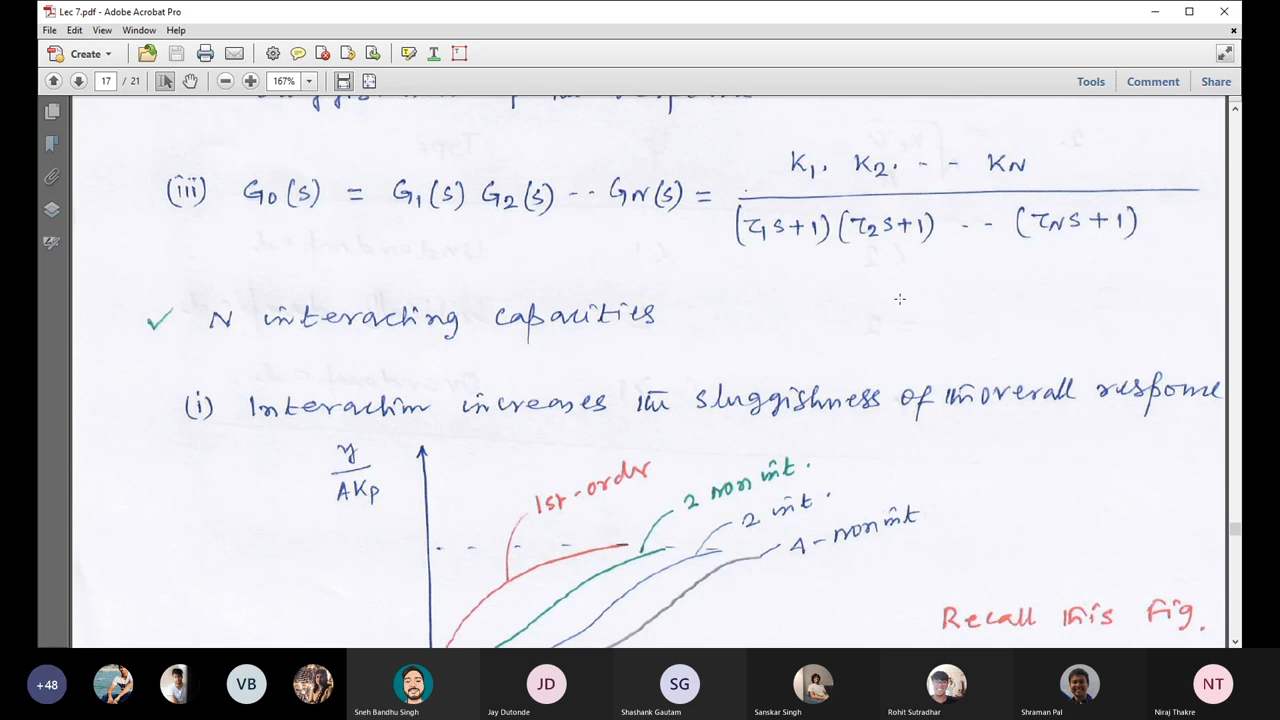 Lec 7.pdf - Adobe Acrobat Pro
File Edit View Window Help
Create
17 / 21 167% Tools Comment Share
(iii) G0(s) = G1(s) G2(s) -- GN(s) = K1. K2. - - KN
(τ1s+1)(τ2s+1) -- (τNs+1)
✓ N interacting capacities
(i) Interaction increases the sluggishness of the overall response
y
AKp
1st-order
2 non int.
2 int.
4-non int
Recall this Fig.
+48 VB JD SG NT
Sneh Bandhu Singh Jay Dutonde Shashank Gautam Sanskar Singh Rohit Sutradhar Shraman Pal Niraj Thakre